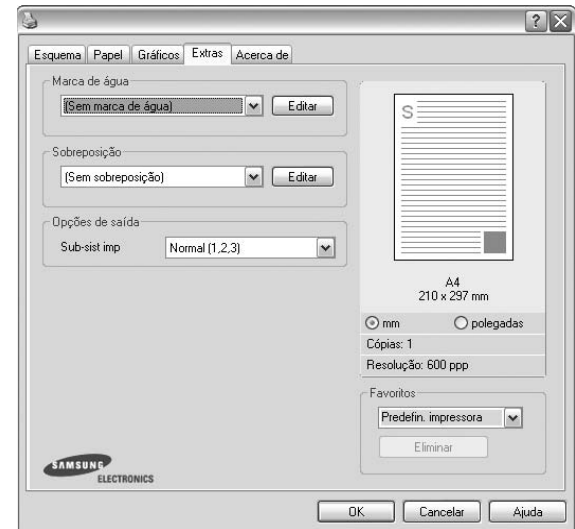 Esquema Papel Gráficos Extras Acerca de
Marca de água
(Sem marca de água) Editar
Sobreposição
(Sem sobreposição) Editar
Opções de saída
Sub-sist imp Normal (1,2,3)
S
A4
210 x 297 mm
mm polegadas
Cópias: 1
Resolução: 600 ppp
Favoritos
Predefin. impressora
Eliminar
SAMSUNG
ELECTRONICS
OK Cancelar Ajuda